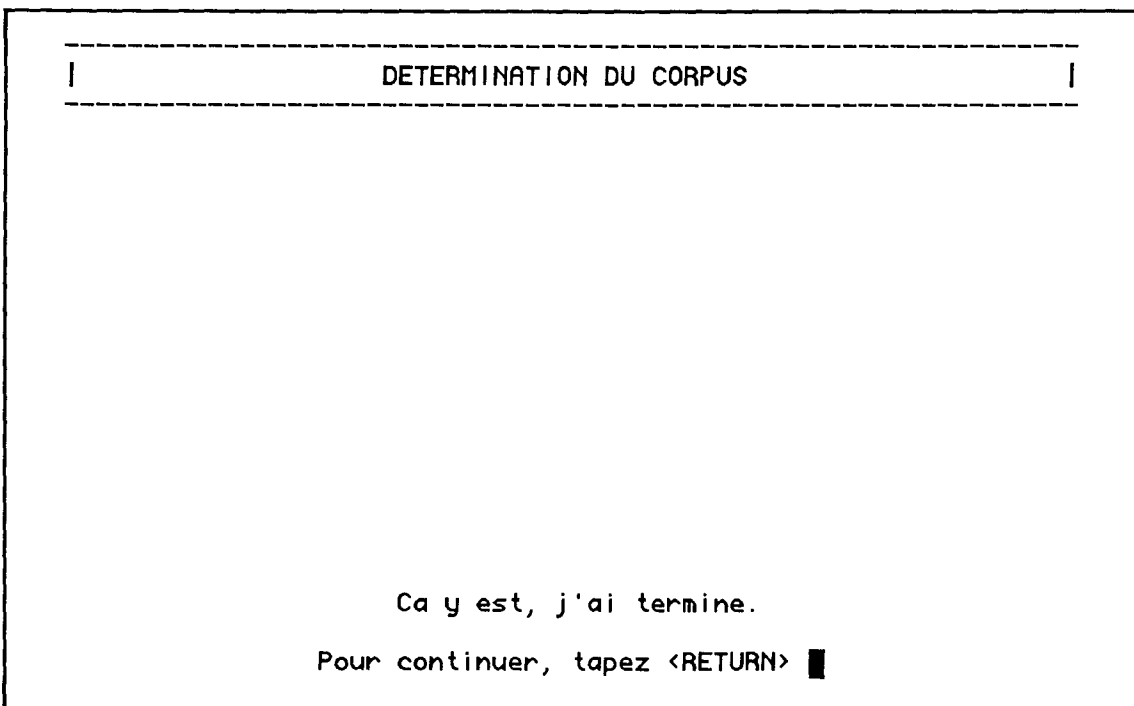 DETERMINATION DU CORPUS
Ca y est, j'ai termine.
Pour continuer, tapez <RETURN>